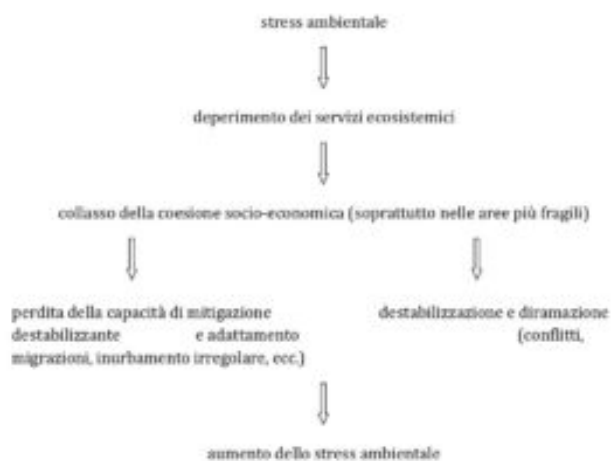 stress ambientale
deperimento dei servizi ecosistemici
collasso della coesione socio-economica (soprattutto nelle aree più fragili)
perdita della capacità di mitigazione destabilizzazione e diramazione
destabilizzante e adattamento (conflitti,
migrazioni, inurbamento irregolare, ecc.)
aumento dello stress ambientale